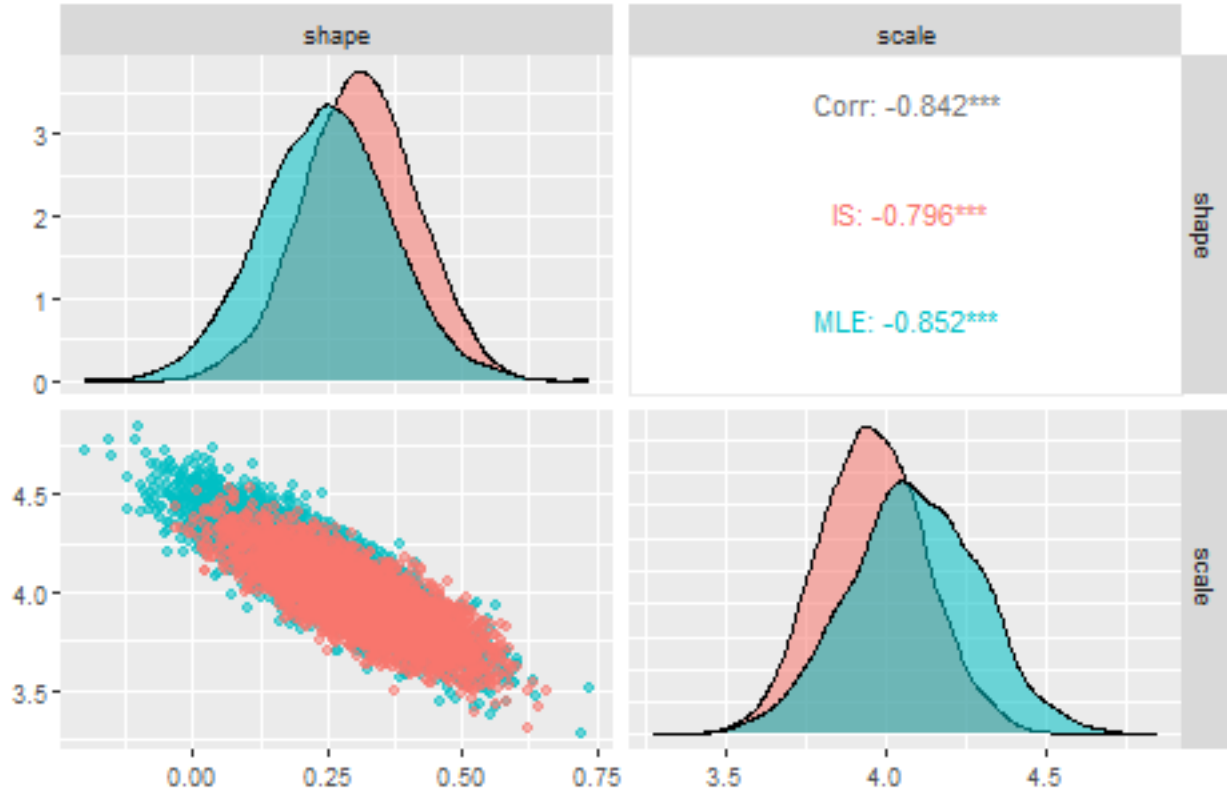 shape
scale
3
2
1
0
Corr: -0.842***
IS: -0.796***
MLE: -0.852***
shape
4.5
4.0
3.5
scale
0.00 0.25 0.50 0.75
3.5 4.0 4.5